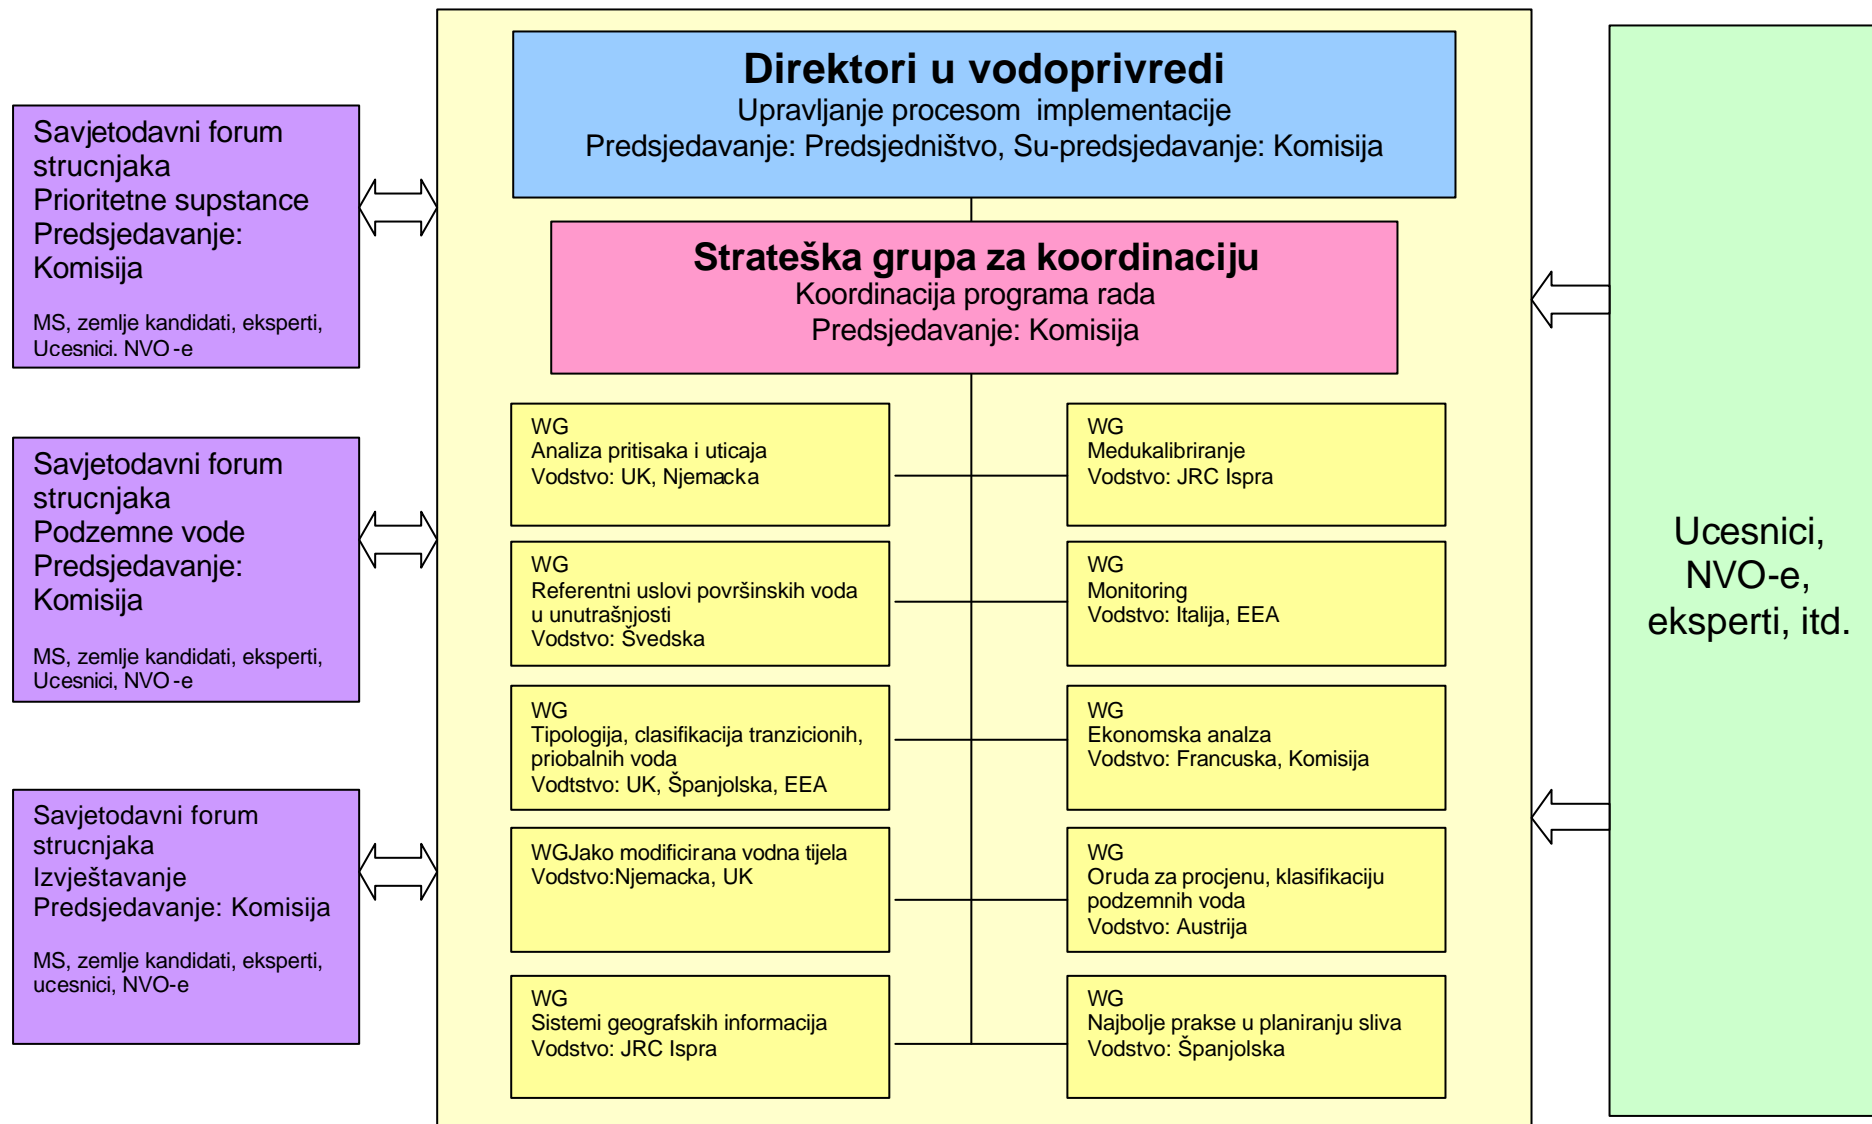 Direktori u vodoprivredi
Upravljanje procesom implementacije
Predsjedavanje: Predsjedništvo, Su-predsjedavanje: Komisija
Strateška grupa za koordinaciju
Koordinacija programa rada
Predsjedavanje: Komisija
Savjetodavni forum
strucnjaka
Prioritetne supstance
Predsjedavanje:
Komisija
MS, zemlje kandidati, eksperti,
Ucesnici. NVO-e
Savjetodavni forum
strucnjaka
Podzemne vode
Predsjedavanje:
Komisija
MS, zemlje kandidati, eksperti,
Ucesnici, NVO-e
Savjetodavni forum
strucnjaka
Izvještavanje
Predsjedavanje: Komisija
MS, zemlje kandidati, eksperti,
ucesnici, NVO-e
WG
Analiza pritisaka i uticaja
Vodstvo: UK, Njemacka
WG
Medukalibriranje
Vodstvo: JRC Ispra
WG
Referentni uslovi površinskih voda
u unutrašnjosti
Vodstvo: Švedska
WG
Monitoring
Vodstvo: Italija, EEA
WG
Tipologija, clasifikacija tranzicionih,
priobalnih voda
Vodtstvo: UK, Španjolska, EEA
WG
Ekonomska analza
Vodstvo: Francuska, Komisija
WGJako modificirana vodna tijela
Vodstvo:Njemacka, UK
WG
Oruda za procjenu, klasifikaciju
podzemnih voda
Vodstvo: Austrija
WG
Sistemi geografskih informacija
Vodstvo: JRC Ispra
WG
Najbolje prakse u planiranju sliva
Vodstvo: Španjolska
Ucesnici,
NVO-e,
eksperti, itd.